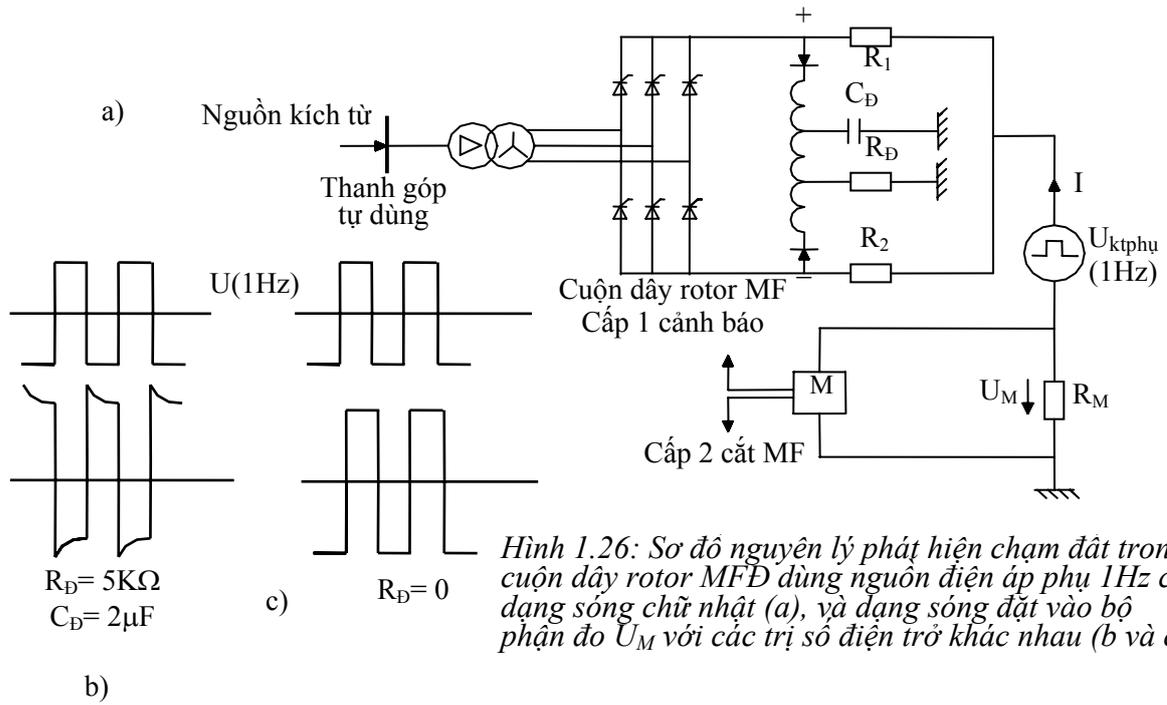 +
R1
a)
CĐ
Nguồn kích từ
RĐ
Thanh góp
tự dùng
I
R2
Uktphụ
(1Hz)
U(1Hz)
–
Cuộn dây rotor MF
Cấp 1 cảnh báo
M
UM
RM
Cấp 2 cắt MF
RĐ= 5KΩ
CĐ= 2μF
c)
RĐ= 0
Hình 1.26: Sơ đồ nguyên lý phát hiện chạm đất
cuộn dây rotor MFĐ dùng nguồn điện áp phụ 1Hz
dạng sóng chữ nhật (a), và dạng sóng đặt vào bộ
phận đo UM với các trị số điện trở khác nhau (b và
b)